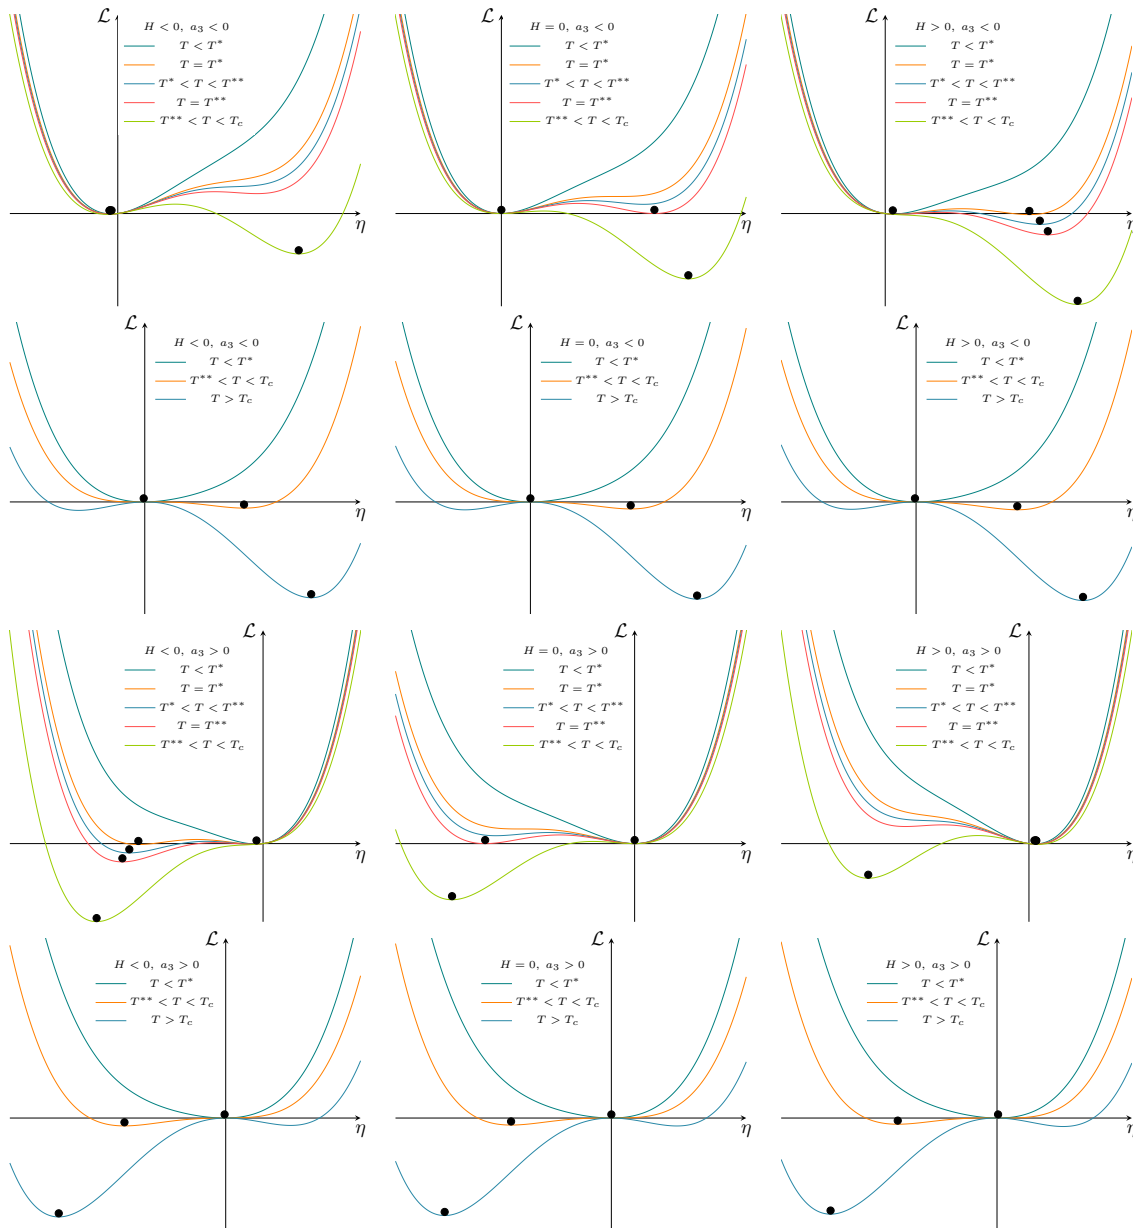 ℒ
H < 0, a₃ < 0
T < T*
T = T*
T* < T < T**
T = T**
T** < T < T_c
η
ℒ
H = 0, a₃ < 0
T < T*
T = T*
T* < T < T**
T = T**
T** < T < T_c
η
ℒ
H > 0, a₃ < 0
T < T*
T = T*
T* < T < T**
T = T**
T** < T < T_c
η
ℒ
H < 0, a₃ < 0
T < T*
T** < T < T_c
T > T_c
η
ℒ
H = 0, a₃ < 0
T < T*
T** < T < T_c
T > T_c
η
ℒ
H > 0, a₃ < 0
T < T*
T** < T < T_c
T > T_c
η
ℒ
H < 0, a₃ > 0
T < T*
T = T*
T* < T < T**
T = T**
T** < T < T_c
η
ℒ
H = 0, a₃ > 0
T < T*
T = T*
T* < T < T**
T = T**
T** < T < T_c
η
ℒ
H > 0, a₃ > 0
T < T*
T = T*
T* < T < T**
T = T**
T** < T < T_c
η
ℒ
H < 0, a₃ > 0
T < T*
T** < T < T_c
T > T_c
η
ℒ
H = 0, a₃ > 0
T < T*
T** < T < T_c
T > T_c
η
ℒ
H > 0, a₃ > 0
T < T*
T** < T < T_c
T > T_c
η